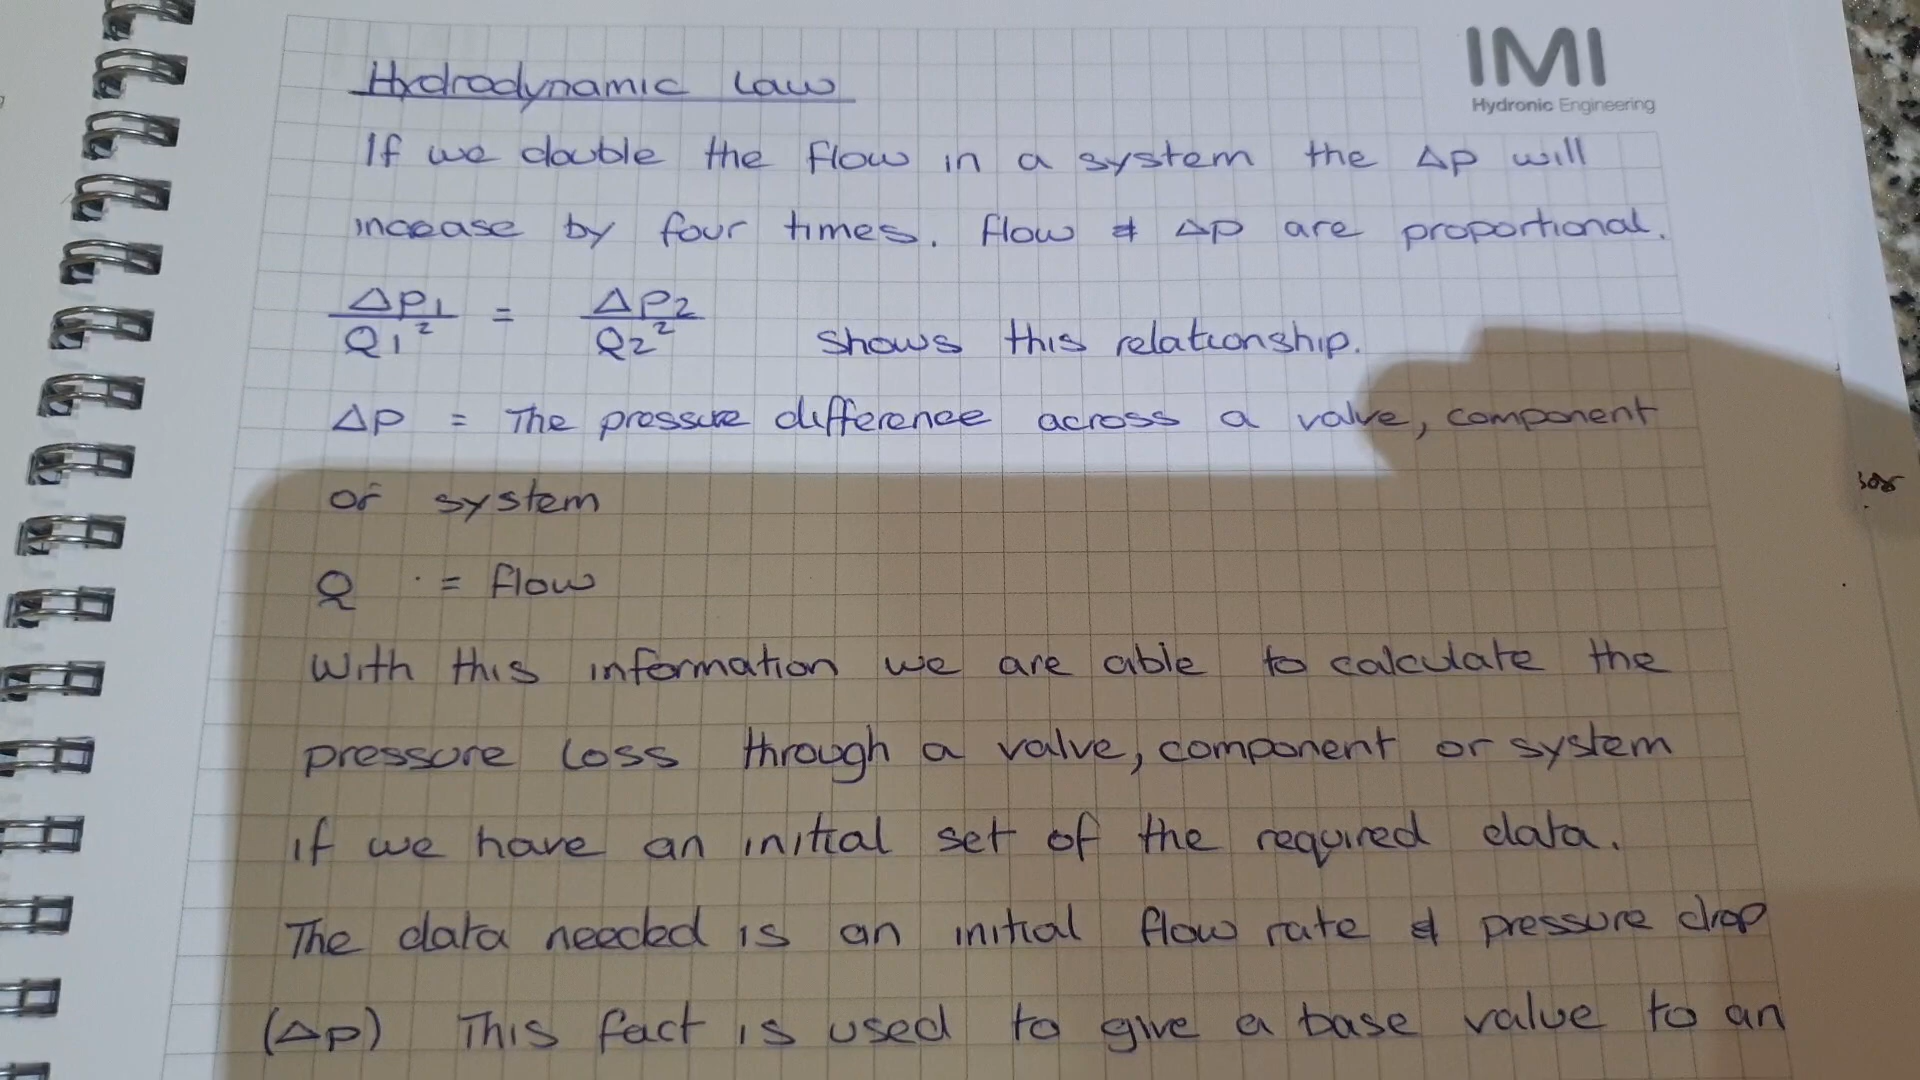 IMI
Hydronic Engineering
Hydrodynamic Law
If we double the flow in a system the Δp will
increase by four times. Flow & Δp are proportional.
Δp1/Q1² = Δp2/Q2² shows this relationship.
Δp = The pressure difference across a valve, component
or system
Q = flow
With this information we are able to calculate the
pressure loss through a valve, component or system
if we have an initial set of the required data.
The data needed is an initial flow rate & pressure drop
(Δp) This fact is used to give a base value to an